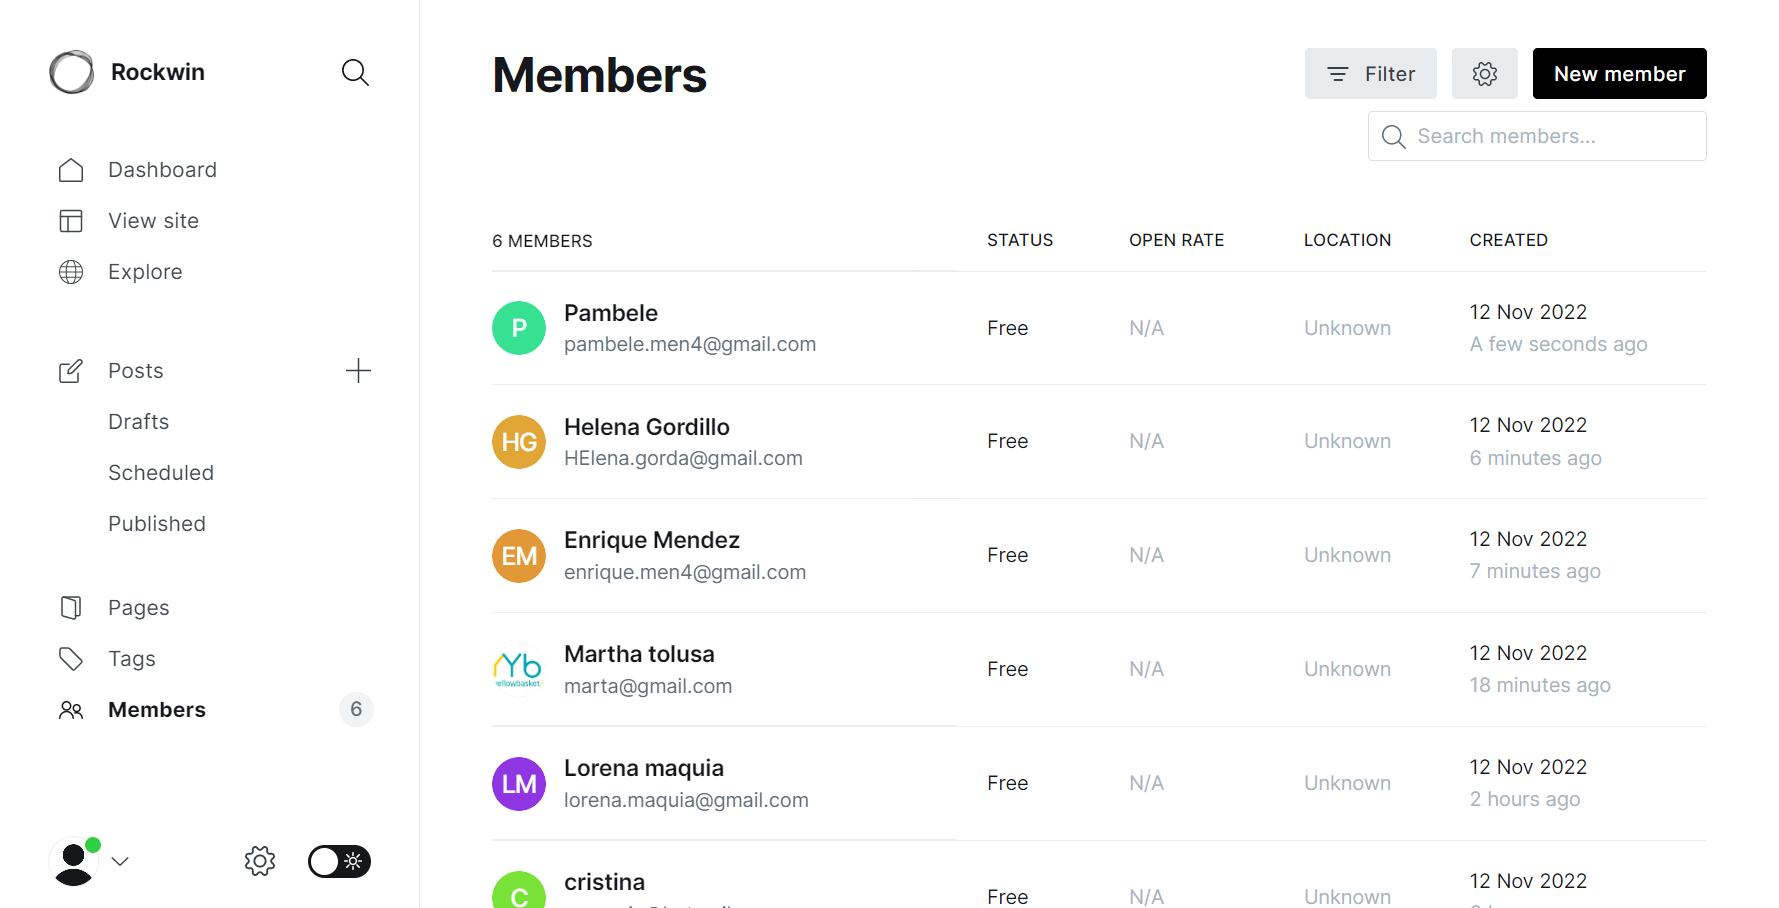 Rockwin
Dashboard
View site
Explore
Posts
Drafts
Scheduled
Published
Pages
Tags
Members 6
Members
Filter
New member
Search members...
6 MEMBERS STATUS OPEN RATE LOCATION CREATED
P Pambele
pambele.men4@gmail.com
Free N/A Unknown
12 Nov 2022
A few seconds ago
HG Helena Gordillo
HElena.gorda@gmail.com
Free N/A Unknown
12 Nov 2022
6 minutes ago
EM Enrique Mendez
enrique.men4@gmail.com
Free N/A Unknown
12 Nov 2022
7 minutes ago
Yb
ellowbasket
Martha tolusa
marta@gmail.com
Free N/A Unknown
12 Nov 2022
18 minutes ago
LM Lorena maquia
lorena.maquia@gmail.com
Free N/A Unknown
12 Nov 2022
2 hours ago
C cristina
Free N/A Unknown
12 Nov 2022